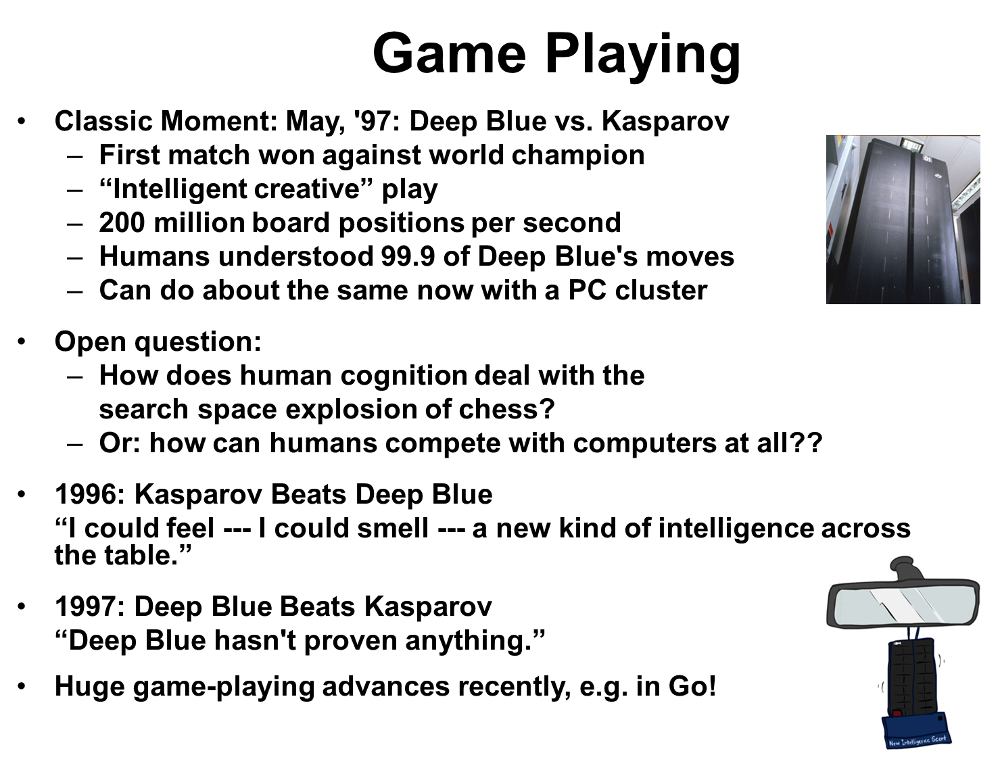 Game Playing
• Classic Moment: May, '97: Deep Blue vs. Kasparov
– First match won against world champion
– “Intelligent creative” play
– 200 million board positions per second
– Humans understood 99.9 of Deep Blue's moves
– Can do about the same now with a PC cluster
• Open question:
– How does human cognition deal with the
search space explosion of chess?
– Or: how can humans compete with computers at all??
• 1996: Kasparov Beats Deep Blue
“I could feel --- I could smell --- a new kind of intelligence across
the table.”
• 1997: Deep Blue Beats Kasparov
“Deep Blue hasn't proven anything.”
• Huge game-playing advances recently, e.g. in Go!
New Intelligence Scent